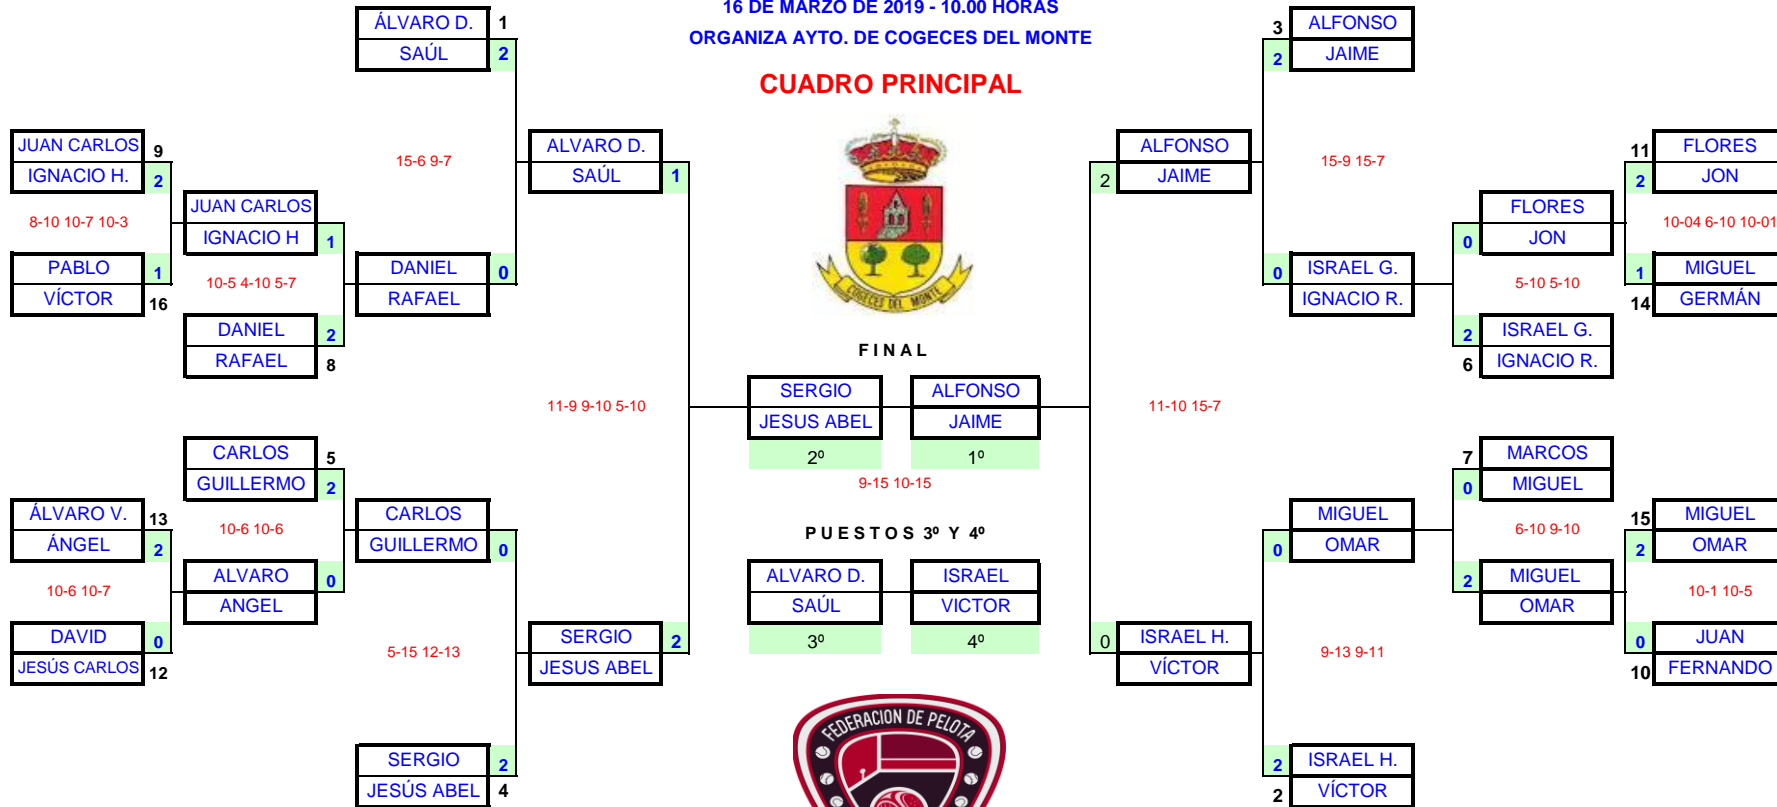 16 DE MARZO DE 2019 - 10.00 HORAS
ORGANIZA AYTO. DE COGECES DEL MONTE
CUADRO PRINCIPAL
ÁLVARO D. 1
SAÚL 2
15-6 9-7
JUAN CARLOS 9
IGNACIO H. 2
8-10 10-7 10-3
PABLO 1
VÍCTOR 16
JUAN CARLOS
IGNACIO H 1
10-5 4-10 5-7
DANIEL 2
RAFAEL 8
DANIEL 0
RAFAEL
ALVARO D.
SAÚL 1
11-9 9-10 5-10
CARLOS 5
GUILLERMO 2
10-6 10-6
ÁLVARO V. 13
ÁNGEL 2
10-6 10-7
DAVID 0
JESÚS CARLOS 12
ALVARO 0
ANGEL
CARLOS
GUILLERMO 0
5-15 12-13
SERGIO 2
JESÚS ABEL 4
SERGIO 2
JESUS ABEL
COGECES DEL MONTE
FINAL
SERGIO ALFONSO
JESUS ABEL JAIME
2º 1º
9-15 10-15
PUESTOS 3º Y 4º
ALVARO D. ISRAEL
SAÚL VICTOR
3º 4º
FEDERACION DE PELOTA
3 ALFONSO
2 JAIME
15-9 15-7
ALFONSO
2 JAIME
11-10 15-7
0 ISRAEL G.
IGNACIO R.
FLORES
0 JON
5-10 5-10
2 ISRAEL G.
6 IGNACIO R.
11 FLORES
2 JON
10-04 6-10 10-01
1 MIGUEL
14 GERMÁN
7 MARCOS
0 MIGUEL
6-10 9-10
2 MIGUEL
OMAR
15 MIGUEL
2 OMAR
10-1 10-5
0 JUAN
10 FERNANDO
MIGUEL
0 OMAR
9-13 9-11
0 ISRAEL H.
VÍCTOR
2 ISRAEL H.
2 VÍCTOR